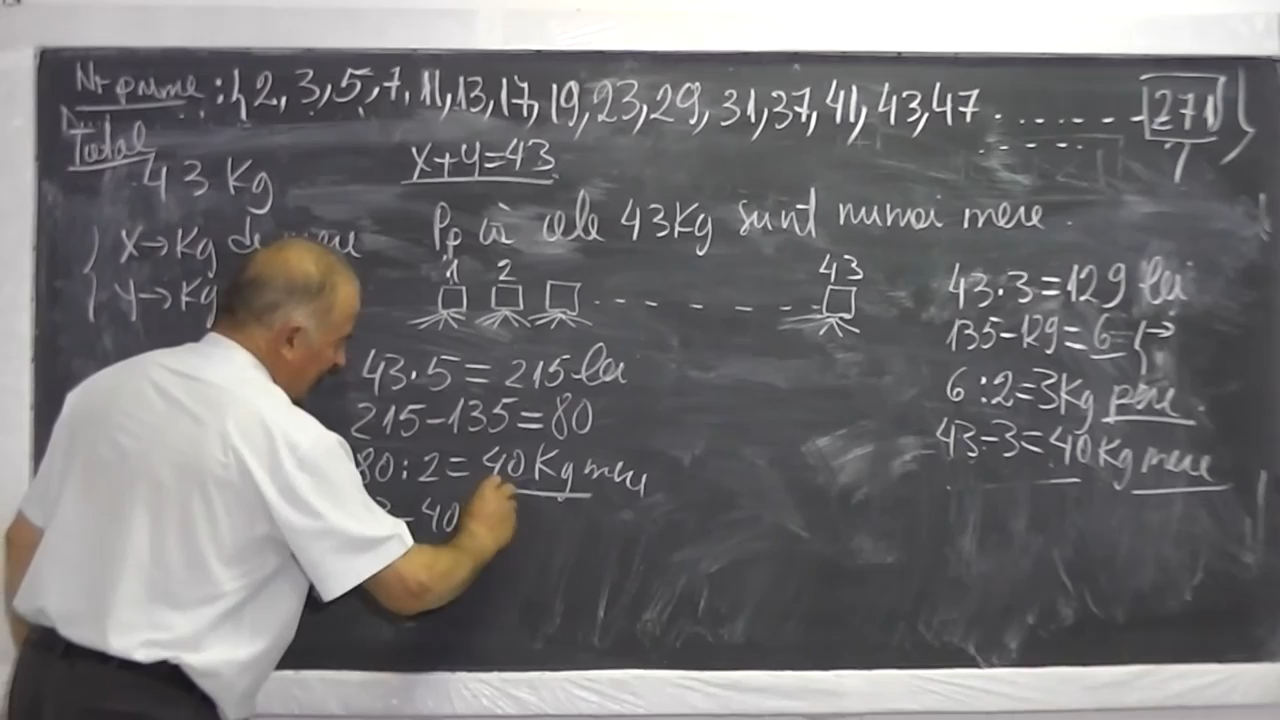 Nr prime : { 2, 3, 5, 7, 11, 13, 17, 19, 23, 29, 31, 37, 41, 43, 47 ........ 271 }
Total
43 Kg
x+y=43
x→Kg de mere
y→Kg
Pp că cele 43Kg sunt numai mere.
1 2 43
43·5=215 lei
215-135=80
80:2=40 Kg mere
3-40
43·3=129 lei
135-129=6
6:2=3Kg pere.
43-3=40Kg mere